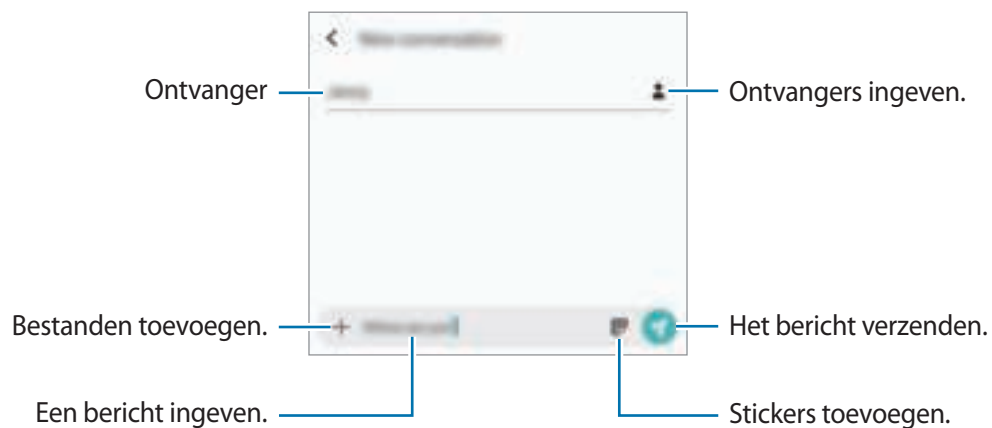 Ontvanger
Ontvangers ingeven.
Bestanden toevoegen.
Het bericht verzenden.
Een bericht ingeven.
Stickers toevoegen.